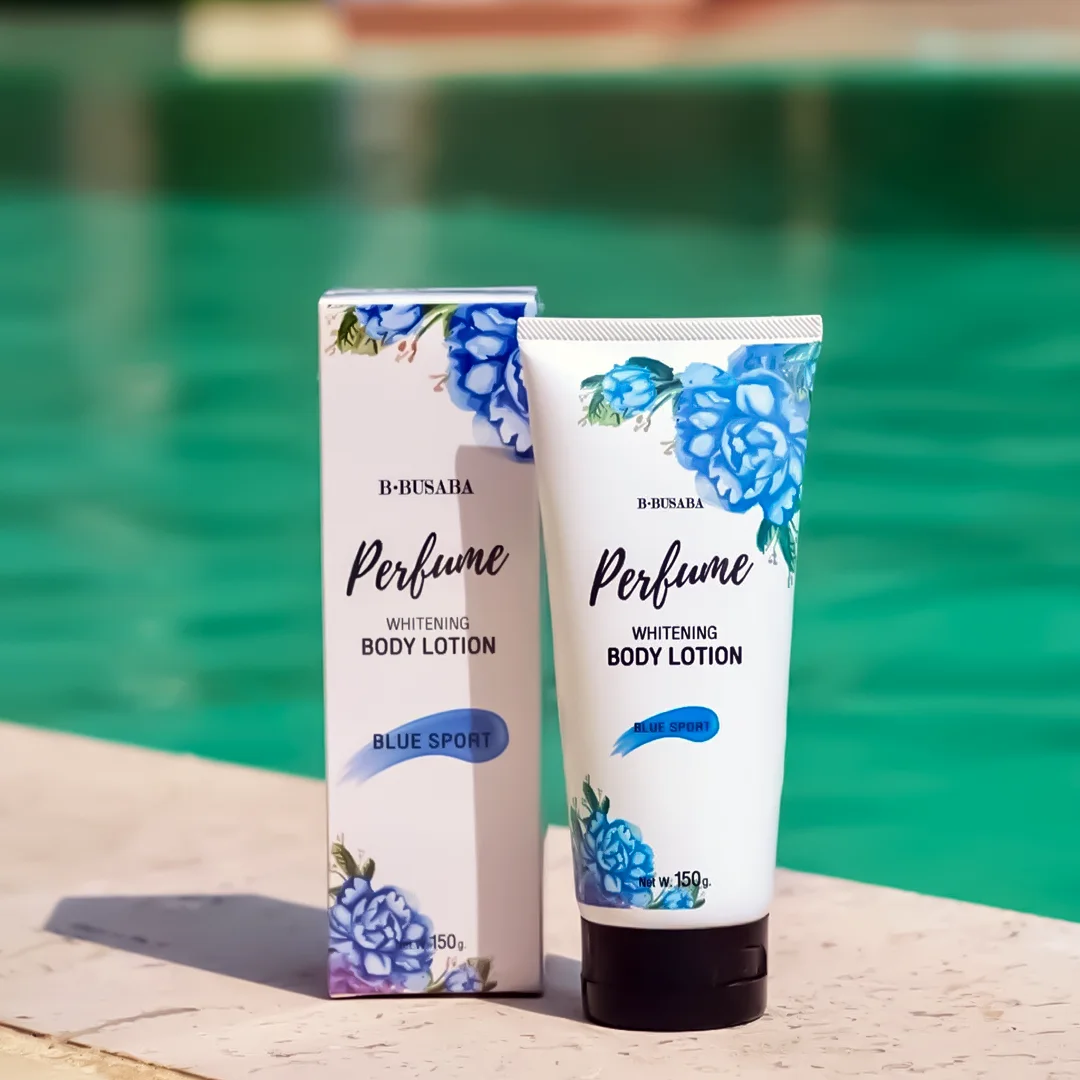 B·BUSABA
Perfume
WHITENING
BODY LOTION
BLUE SPORT
Net W. 150g.
B·BUSABA
Perfume
WHITENING
BODY LOTION
BLUE SPORT
Net W. 150g.